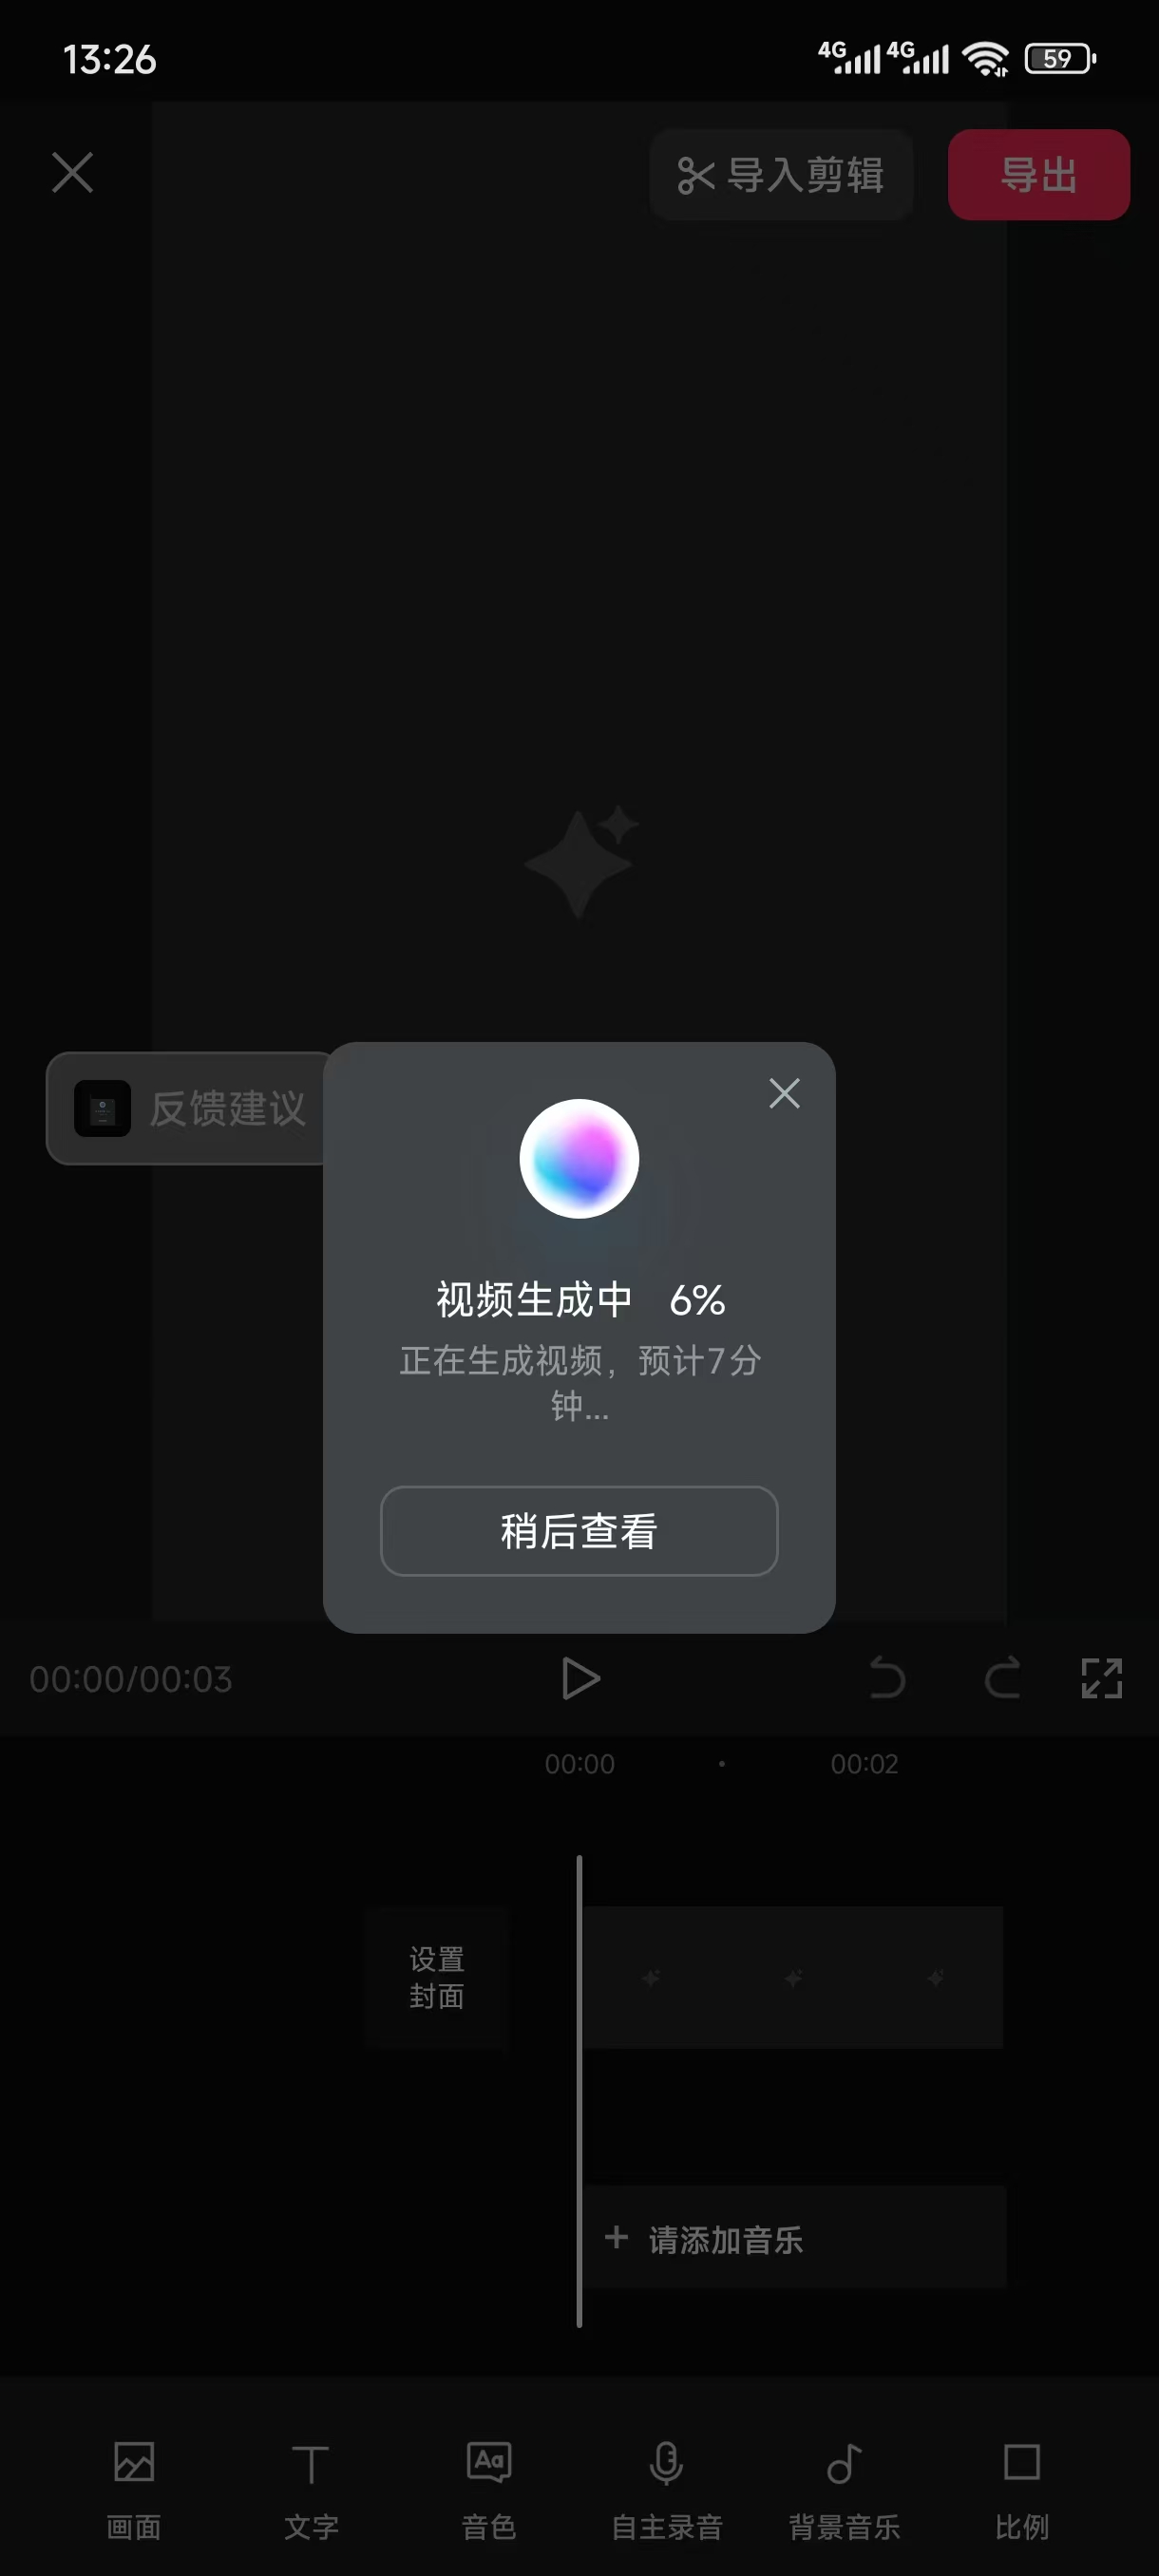 13:26
4G 4G 59
导入剪辑
导出
反馈建议
视频生成中 6%
正在生成视频，预计7分
钟...
稍后查看
00:00/00:03
00:00 00:02
设置
封面
+ 请添加音乐
Aa
画面 文字 音色 自主录音 背景音乐 比例